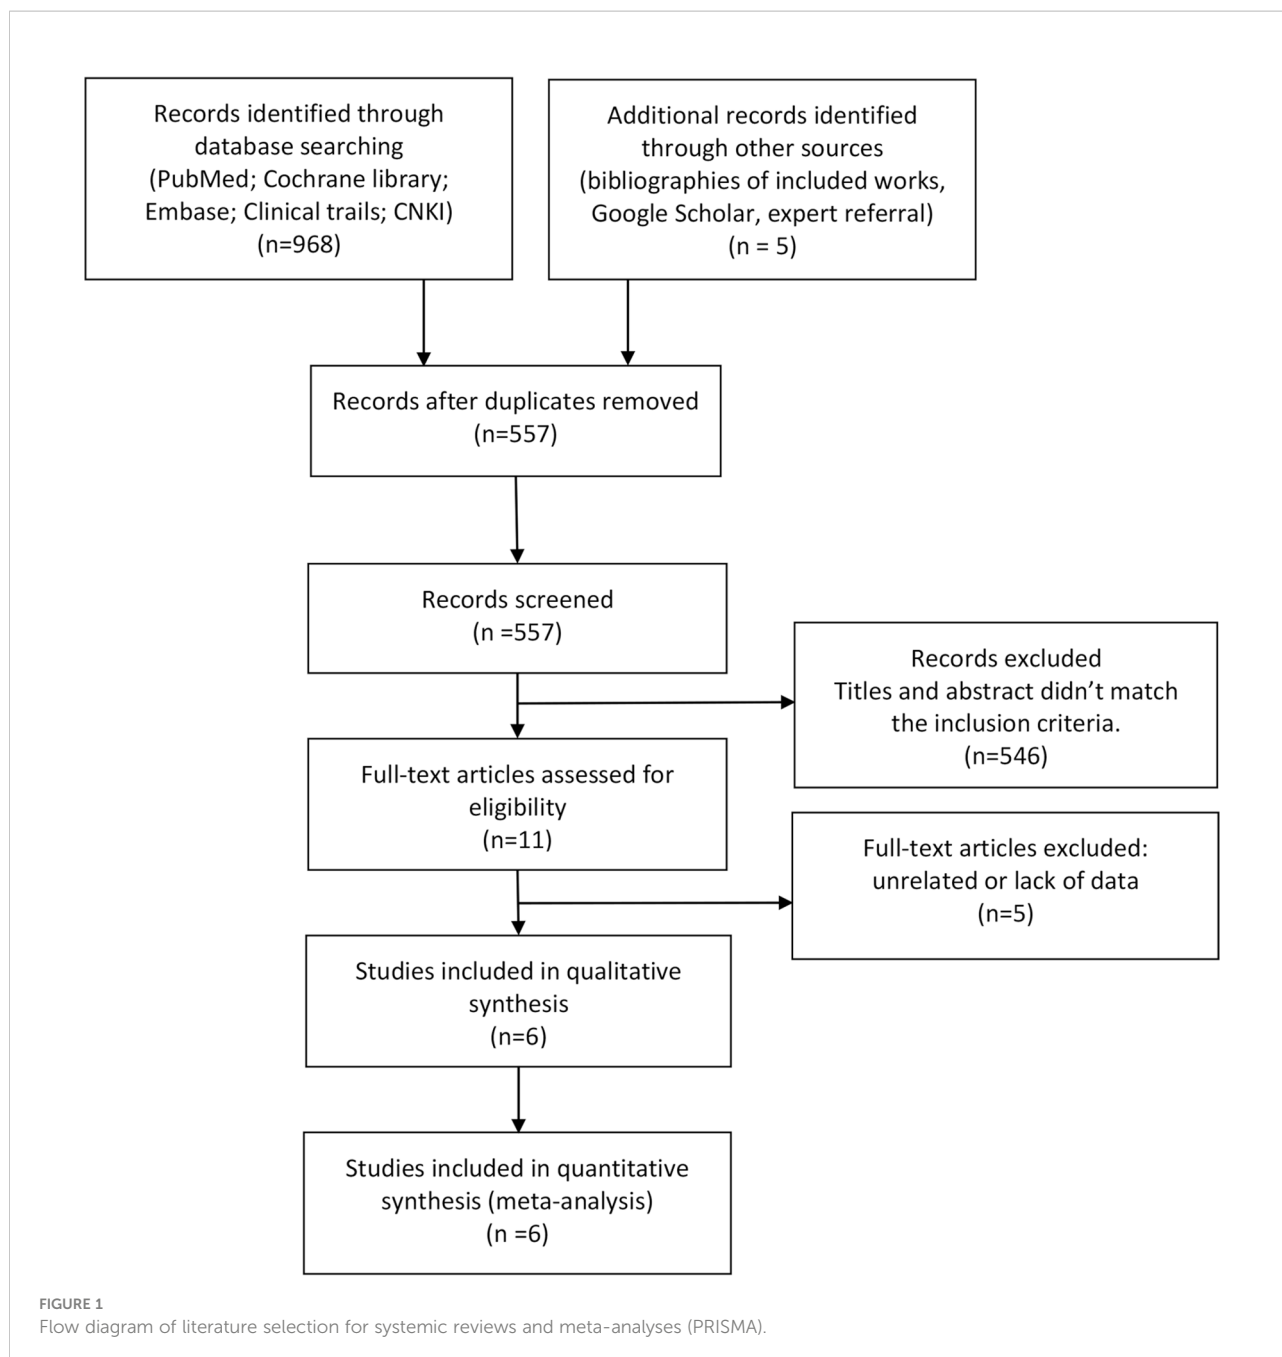 Records identified through
database searching
(PubMed; Cochrane library;
Embase; Clinical trails; CNKI)
(n=968)
Additional records identified
through other sources
(bibliographies of included works,
Google Scholar, expert referral)
(n = 5)
Records after duplicates removed
(n=557)
Records screened
(n =557)
Records excluded
Titles and abstract didn’t match
the inclusion criteria.
(n=546)
Full-text articles assessed for
eligibility
(n=11)
Full-text articles excluded:
unrelated or lack of data
(n=5)
Studies included in qualitative
synthesis
(n=6)
Studies included in quantitative
synthesis (meta-analysis)
(n =6)
FIGURE 1
Flow diagram of literature selection for systemic reviews and meta-analyses (PRISMA).